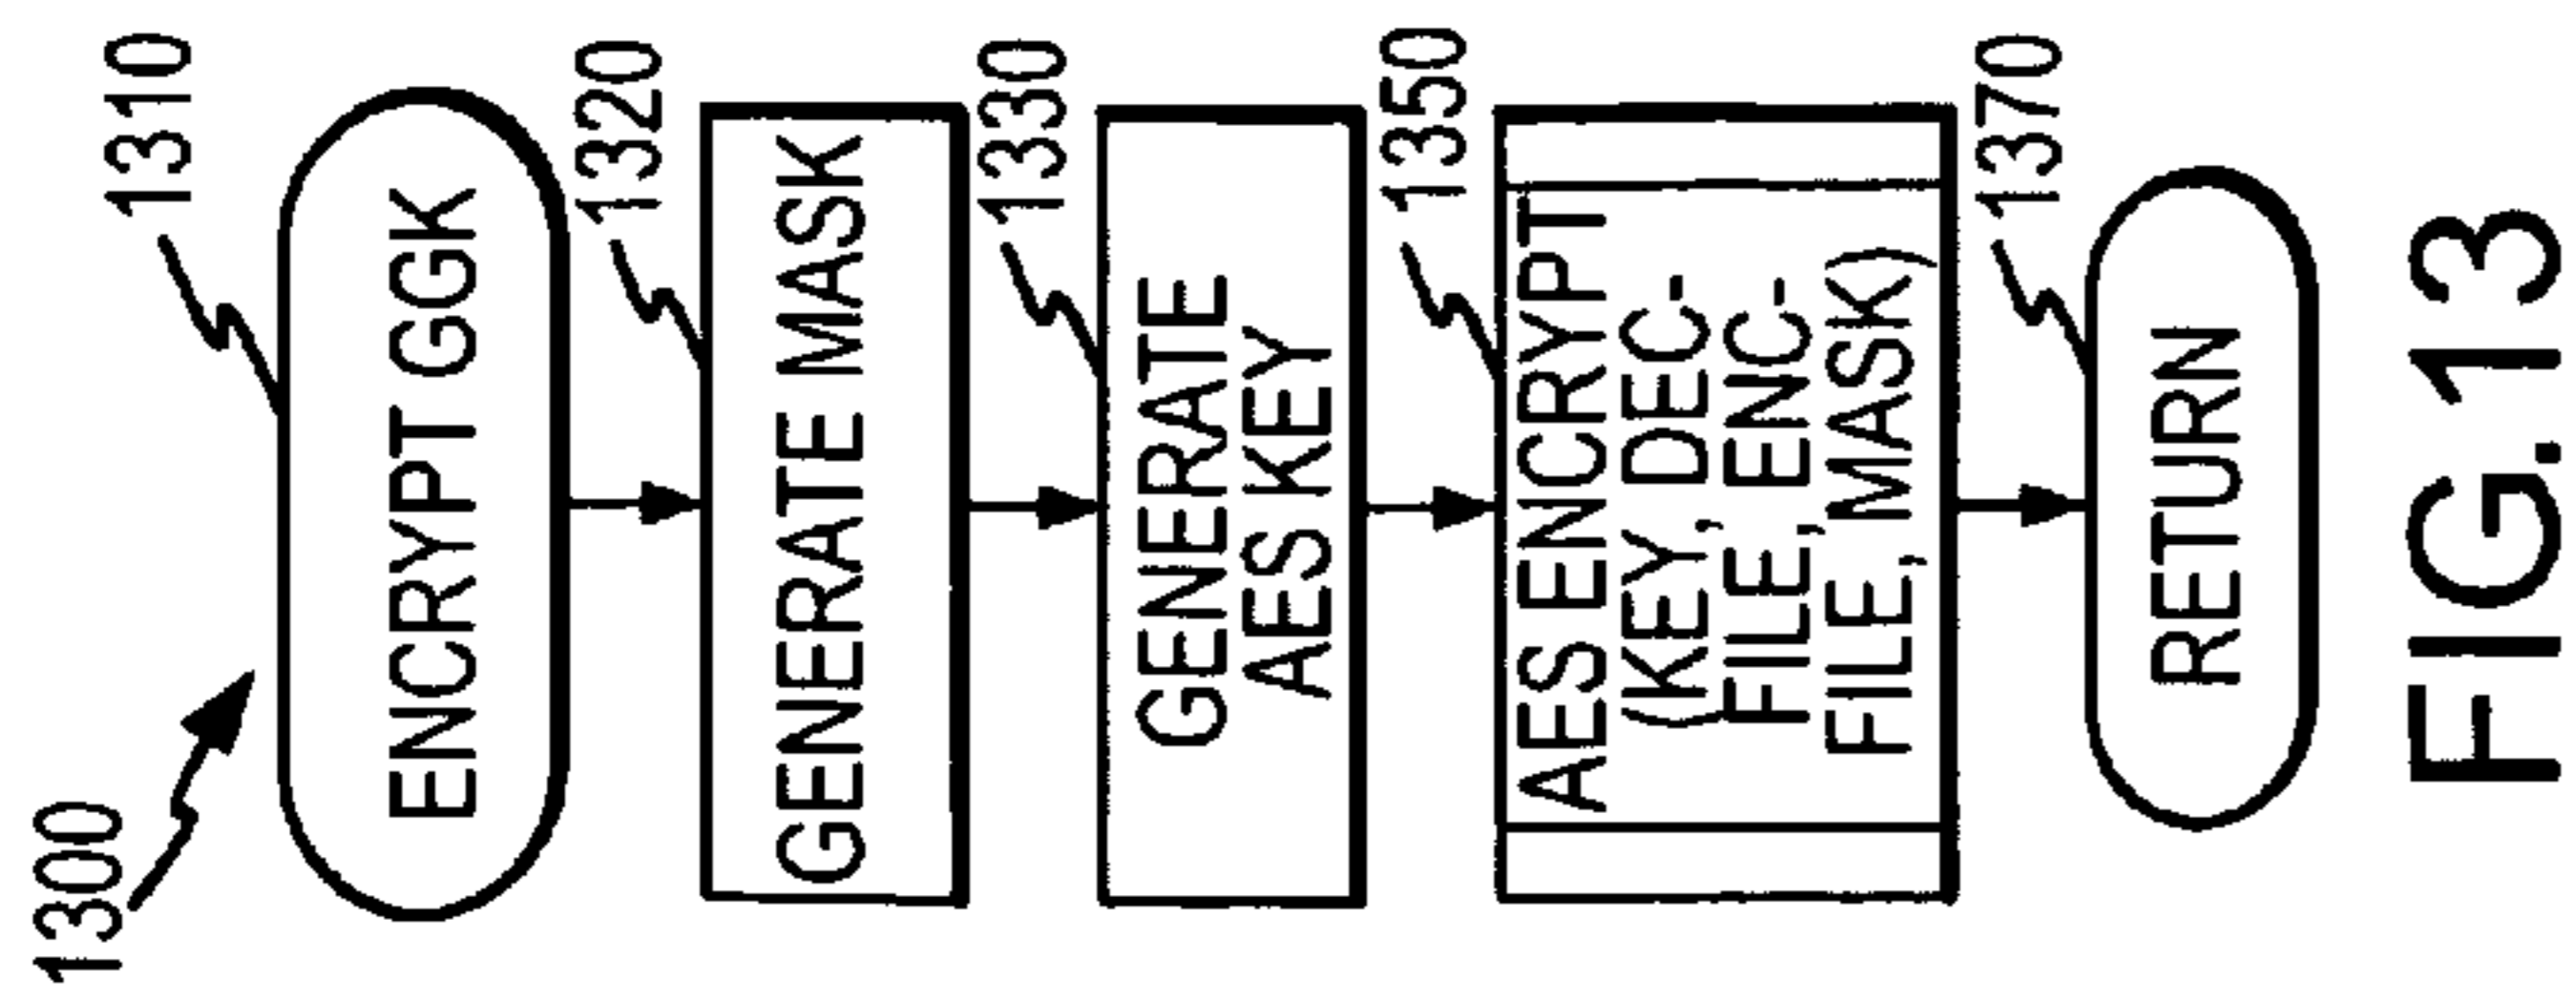 1300
1310
ENCRYPT GGK
1320
GENERATE MASK
1330
GENERATE
AES KEY
1350
AES ENCRYPT
(KEY, DEC-
FILE, ENC-
FILE, MASK)
1370
RETURN
FIG.13